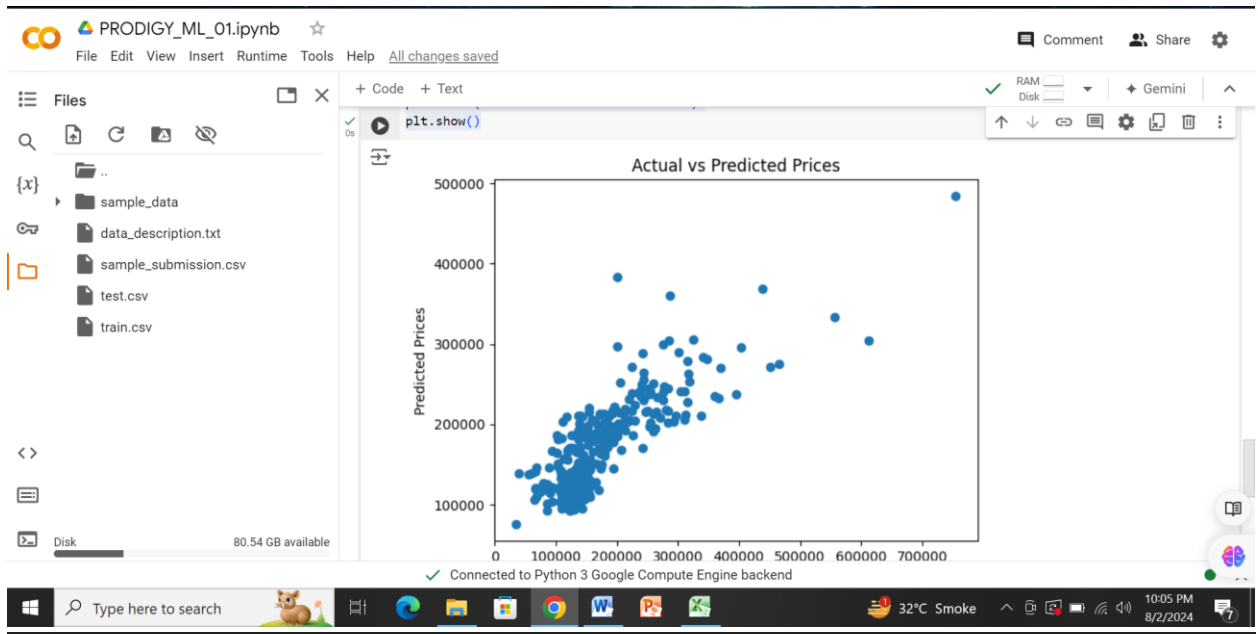 PRODIGY_ML_01.ipynb
File Edit View Insert Runtime Tools Help All changes saved
Comment Share
Files
+ Code + Text
RAM
Disk
Gemini
0s
plt.show()
{x}
..
sample_data
data_description.txt
sample_submission.csv
test.csv
train.csv
Actual vs Predicted Prices
Predicted Prices
500000
400000
300000
200000
100000
0 100000 200000 300000 400000 500000 600000 700000
Disk 80.54 GB available
Connected to Python 3 Google Compute Engine backend
Type here to search
32°C Smoke
10:05 PM
8/2/2024
7